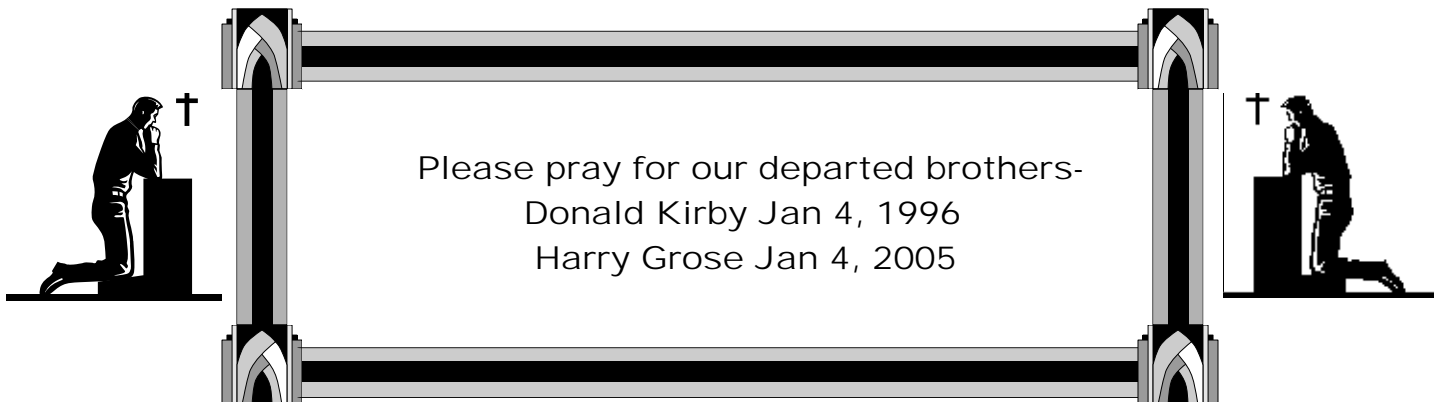 Please pray for our departed brothers-
Donald Kirby Jan 4, 1996
Harry Grose Jan 4, 2005